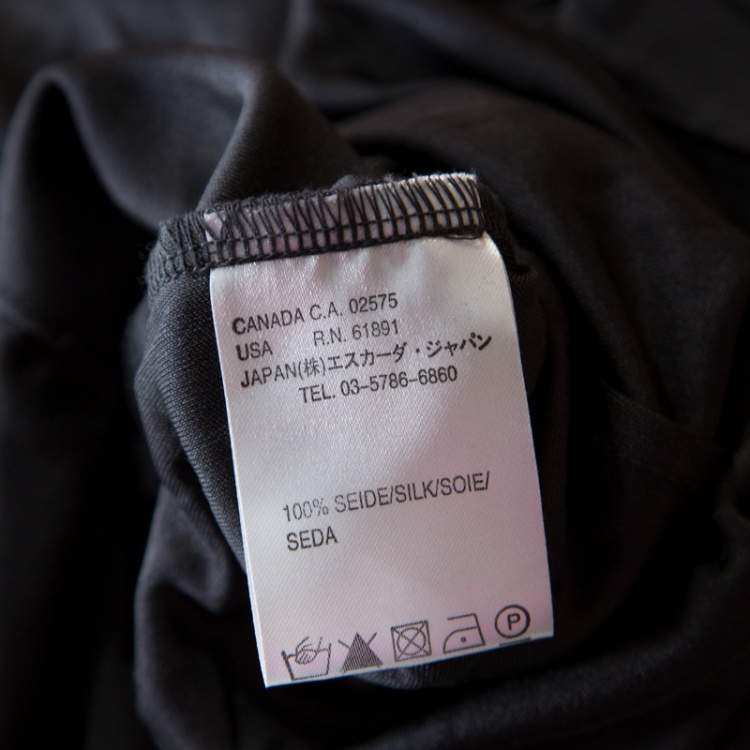 CANADA C.A. 02575
USA R.N. 61891
JAPAN(株)エスカーダ・ジャパン
TEL. 03-5786-6860
100% SEIDE/SILK/SOIE/
SEDA
P